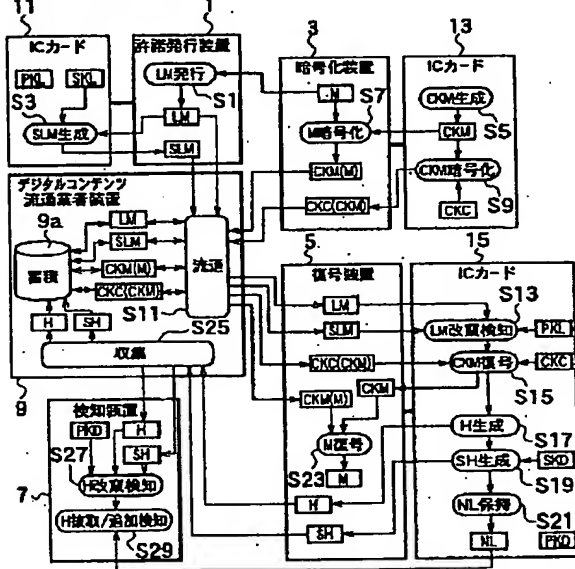 11
1
3
13
ICカード
許諾発行装置
暗号化装置
ICカード
PKL
SKL
LM発行
M
CKM生成
S3
S1
S7
S5
SLM生成
LM
M暗号化
CKM
SLM
CKM(M)
CKM暗号化
S9
CKC(CKM)
CKC
デジタルコンテンツ
流通業者装置
9a
LM
SLM
蓄積
CKM(M)
流通
CKC(CKM)
S11
H
SH
S25
収集
9
5
15
復号装置
ICカード
LM
S13
SLM
LM改竄検知
PKL
CKC(CKM)
CKM復号
CKC
CKM
S15
CKM(M)
M復号
H生成
S17
S23
M
SH生成
SKD
S19
H
NL保持
S21
SH
NL
PKD
検知装置
PKD
H
S27
SH
7
H改竄検知
H抜取/追加検知
S29